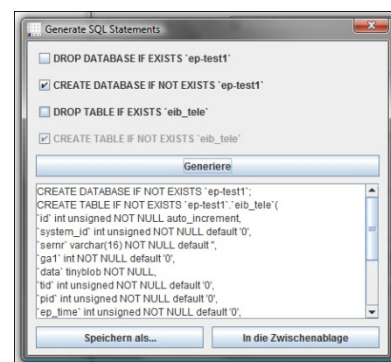 Generate SQL Statements
DROP DATABASE IF EXISTS `ep-test1`
CREATE DATABASE IF NOT EXISTS `ep-test1`
DROP TABLE IF EXISTS `eib_tele`
CREATE TABLE IF NOT EXISTS `eib_tele`
Generiere
CREATE DATABASE IF NOT EXISTS `ep-test1`;
CREATE TABLE IF NOT EXISTS `ep-test1`.`eib_tele`(
`id` int unsigned NOT NULL auto_increment,
`system_id` int unsigned NOT NULL default '0',
`sernr` varchar(16) NOT NULL default '',
`ga1` int NOT NULL default '0',
`data` tinyblob NOT NULL,
`tid` int unsigned NOT NULL default '0',
`pid` int unsigned NOT NULL default '0',
`ep_time` int unsigned NOT NULL default '0',
Speichern als...
In die Zwischenablage